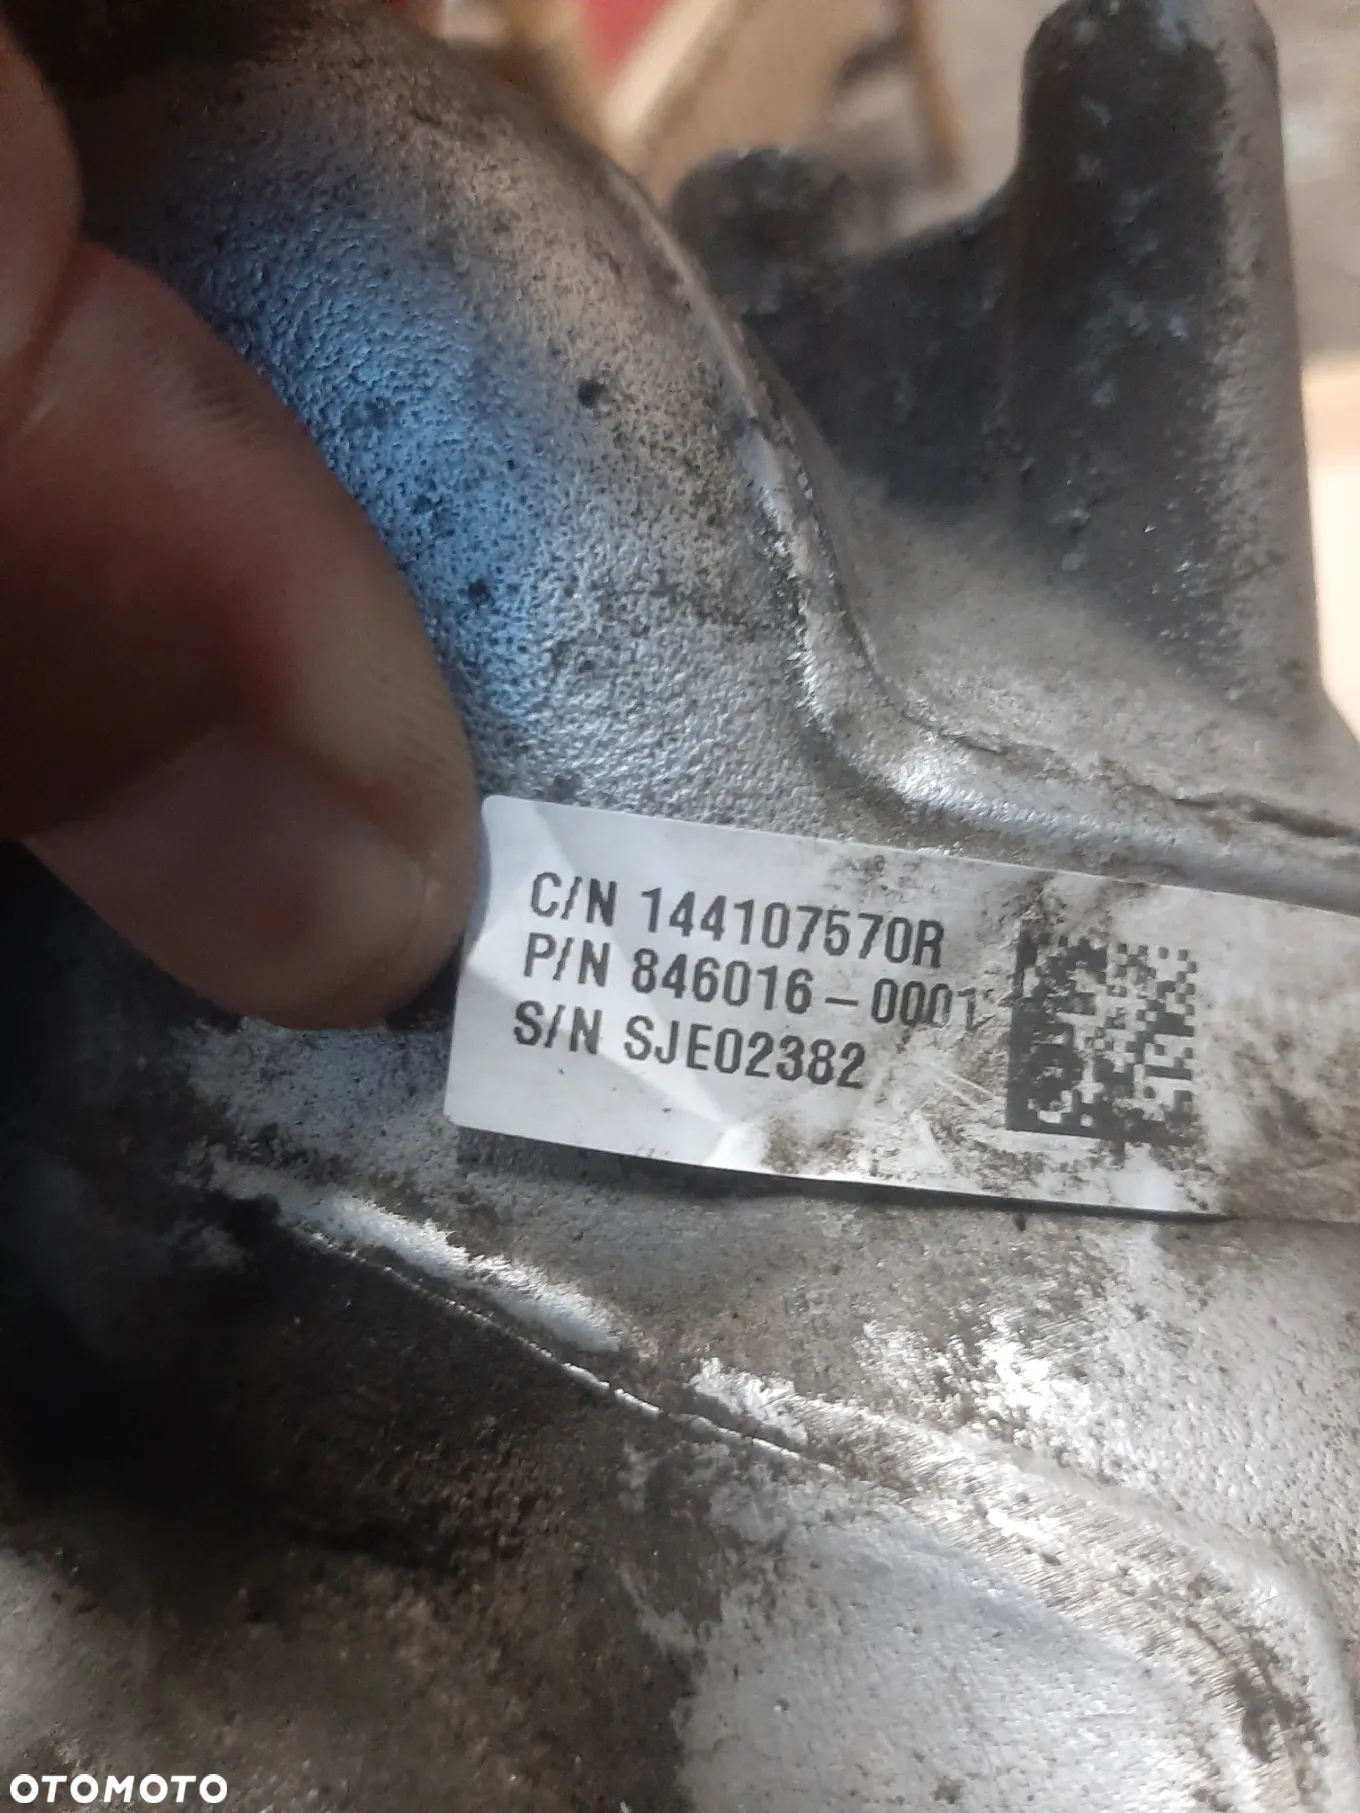 C/N 144107570R
P/N 846016-0001
S/N SJE02382
OTOMOTO